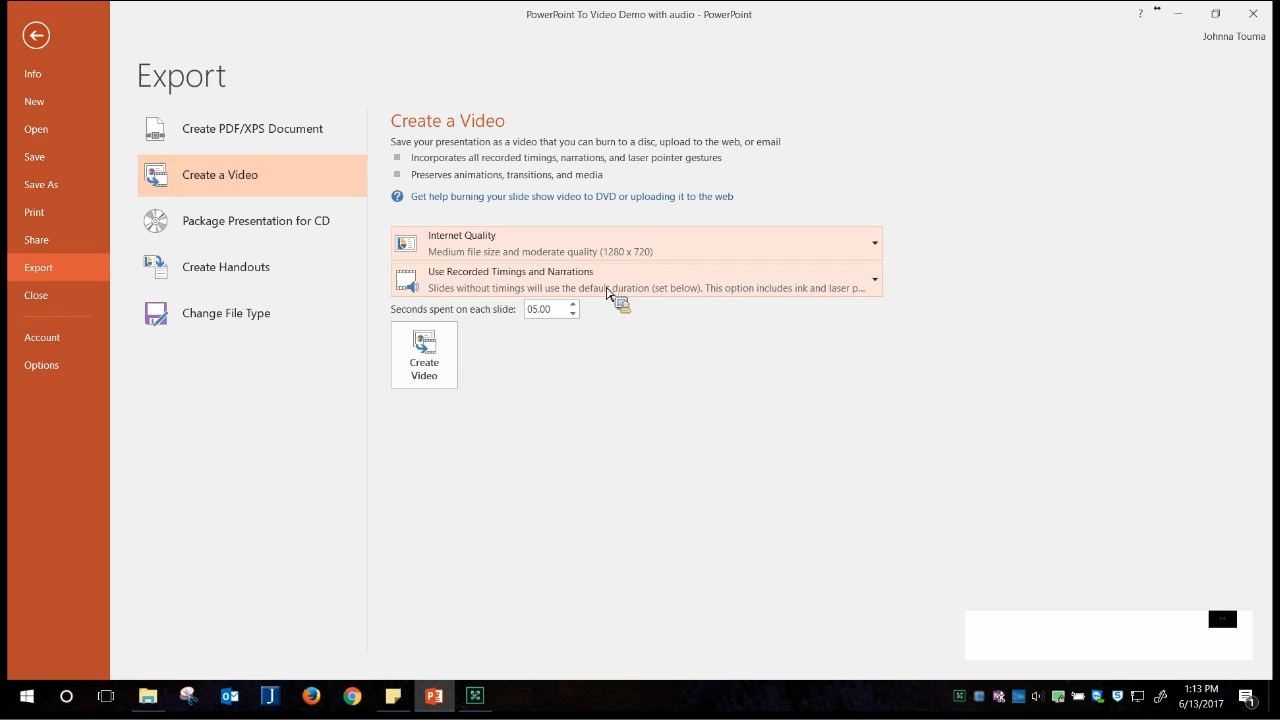 PowerPoint To Video Demo with audio - PowerPoint
?
Johnna Touma
Info
New
Open
Save
Save As
Print
Share
Export
Close
Account
Options
Export
Create PDF/XPS Document
Create a Video
Package Presentation for CD
Create Handouts
Change File Type
Create a Video
Save your presentation as a video that you can burn to a disc, upload to the web, or email
Incorporates all recorded timings, narrations, and laser pointer gestures
Preserves animations, transitions, and media
Get help burning your slide show video to DVD or uploading it to the web
Internet Quality
Medium file size and moderate quality (1280 x 720)
Use Recorded Timings and Narrations
Slides without timings will use the default duration (set below). This option includes ink and laser p...
Seconds spent on each slide: 05.00
Create
Video
1:13 PM
6/13/2017
1